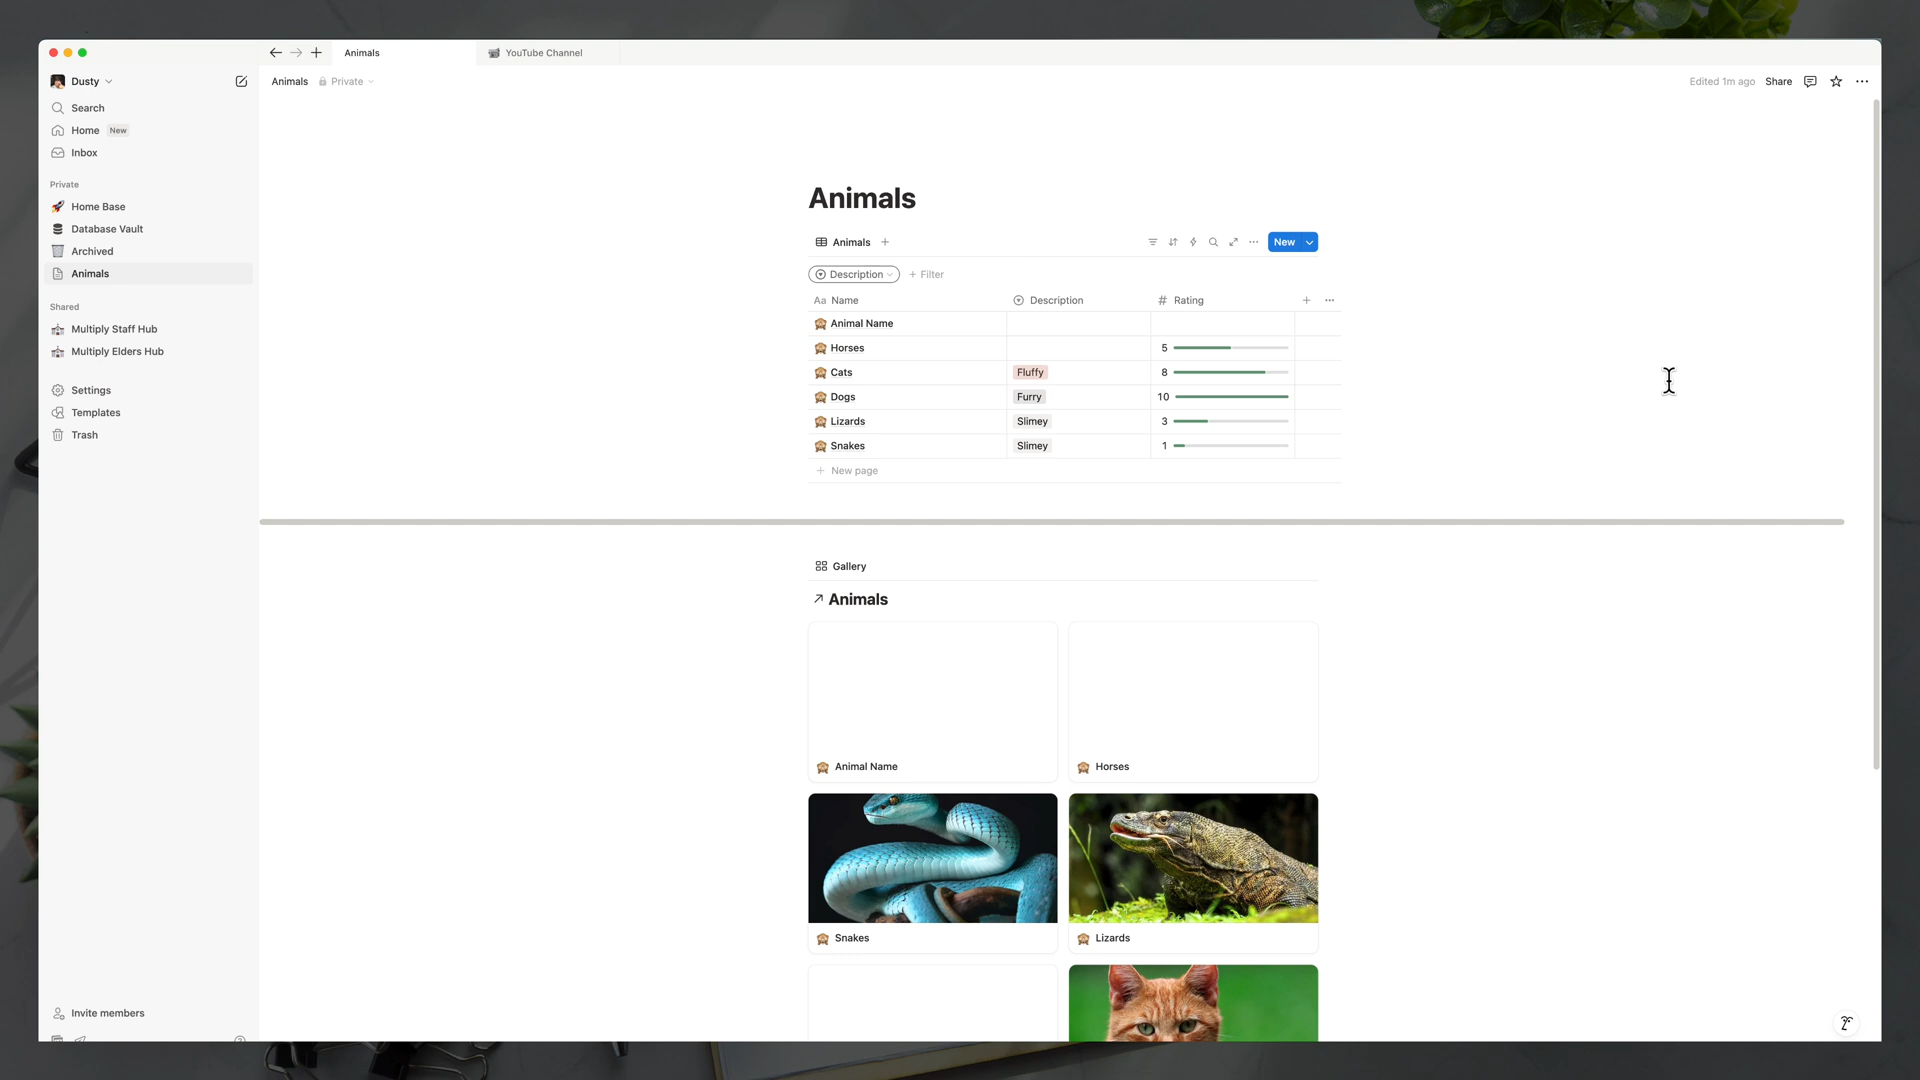 Animals
YouTube Channel
Dusty
Animals Private
Edited 1m ago Share
Search
Home New
Inbox
Private
Home Base
Database Vault
Archived
Animals
Shared
Multiply Staff Hub
Multiply Elders Hub
Settings
Templates
Trash
Invite members
Animals
Animals
New
Description + Filter
Aa Name Description # Rating
Animal Name
Horses 5
Cats Fluffy 8
Dogs Furry 10
Lizards Slimey 3
Snakes Slimey 1
+ New page
Gallery
Animals
Animal Name
Horses
Snakes
Lizards